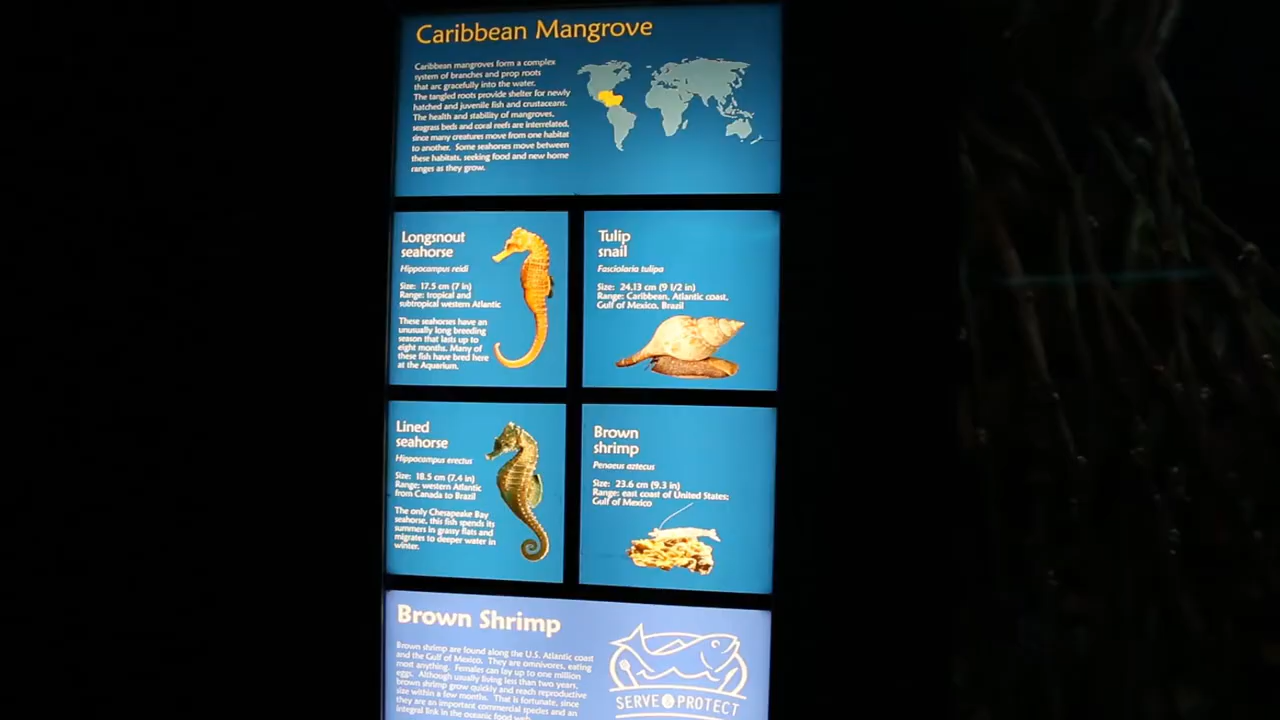 Caribbean Mangrove
Caribbean mangroves form a complex
system of branches and prop roots
that arc gracefully into the water.
The tangled roots provide shelter for newly
hatched and juvenile fish and crustaceans.
The health and stability of mangroves,
seagrass beds and coral reefs are interrelated,
since many creatures move from one habitat
to another. Some seahorses move between
these habitats, seeking food and new home
ranges as they grow.
Longsnout
seahorse
Hippocampus reidi
Size: 17.5 cm (7 in)
Range: tropical and
subtropical western Atlantic
These seahorses have an
unusually long breeding
season that lasts up to
eight months. Many of
these fish have bred here
at the Aquarium.
Tulip
snail
Fasciolaria tulipa
Size: 24.13 cm (9 1/2 in)
Range: Caribbean, Atlantic coast,
Gulf of Mexico, Brazil
Lined
seahorse
Hippocampus erectus
Size: 18.5 cm (7.4 in)
Range: western Atlantic
from Canada to Brazil
The only Chesapeake Bay
seahorse, this fish spends its
summers in grassy flats and
migrates to deeper water in
winter.
Brown
shrimp
Penaeus aztecus
Size: 23.6 cm (9.3 in)
Range: east coast of United States;
Gulf of Mexico
Brown Shrimp
Brown shrimp are found along the U.S. Atlantic coast
and the Gulf of Mexico. They are omnivores, eating
most anything. Females can lay up to one million
eggs. Although usually living less than two years,
brown shrimp grow quickly and reach reproductive
size within a few months. That is fortunate, since
they are an important commercial species and an
integral link in the oceanic food web.
SERVE & PROTECT